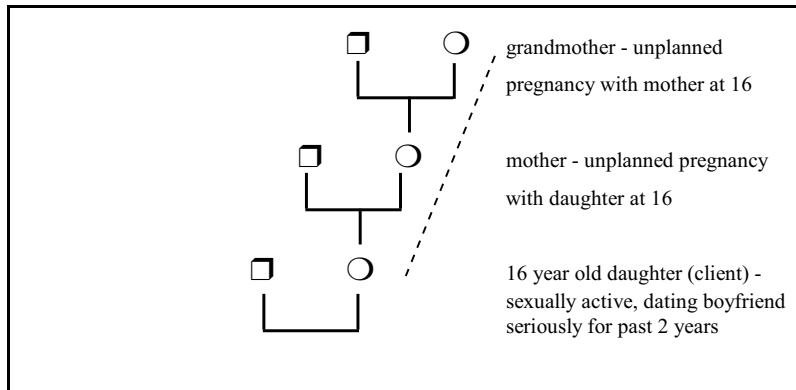 grandmother - unplanned
pregnancy with mother at 16
mother - unplanned pregnancy
with daughter at 16
16 year old daughter (client) -
sexually active, dating boyfriend
seriously for past 2 years